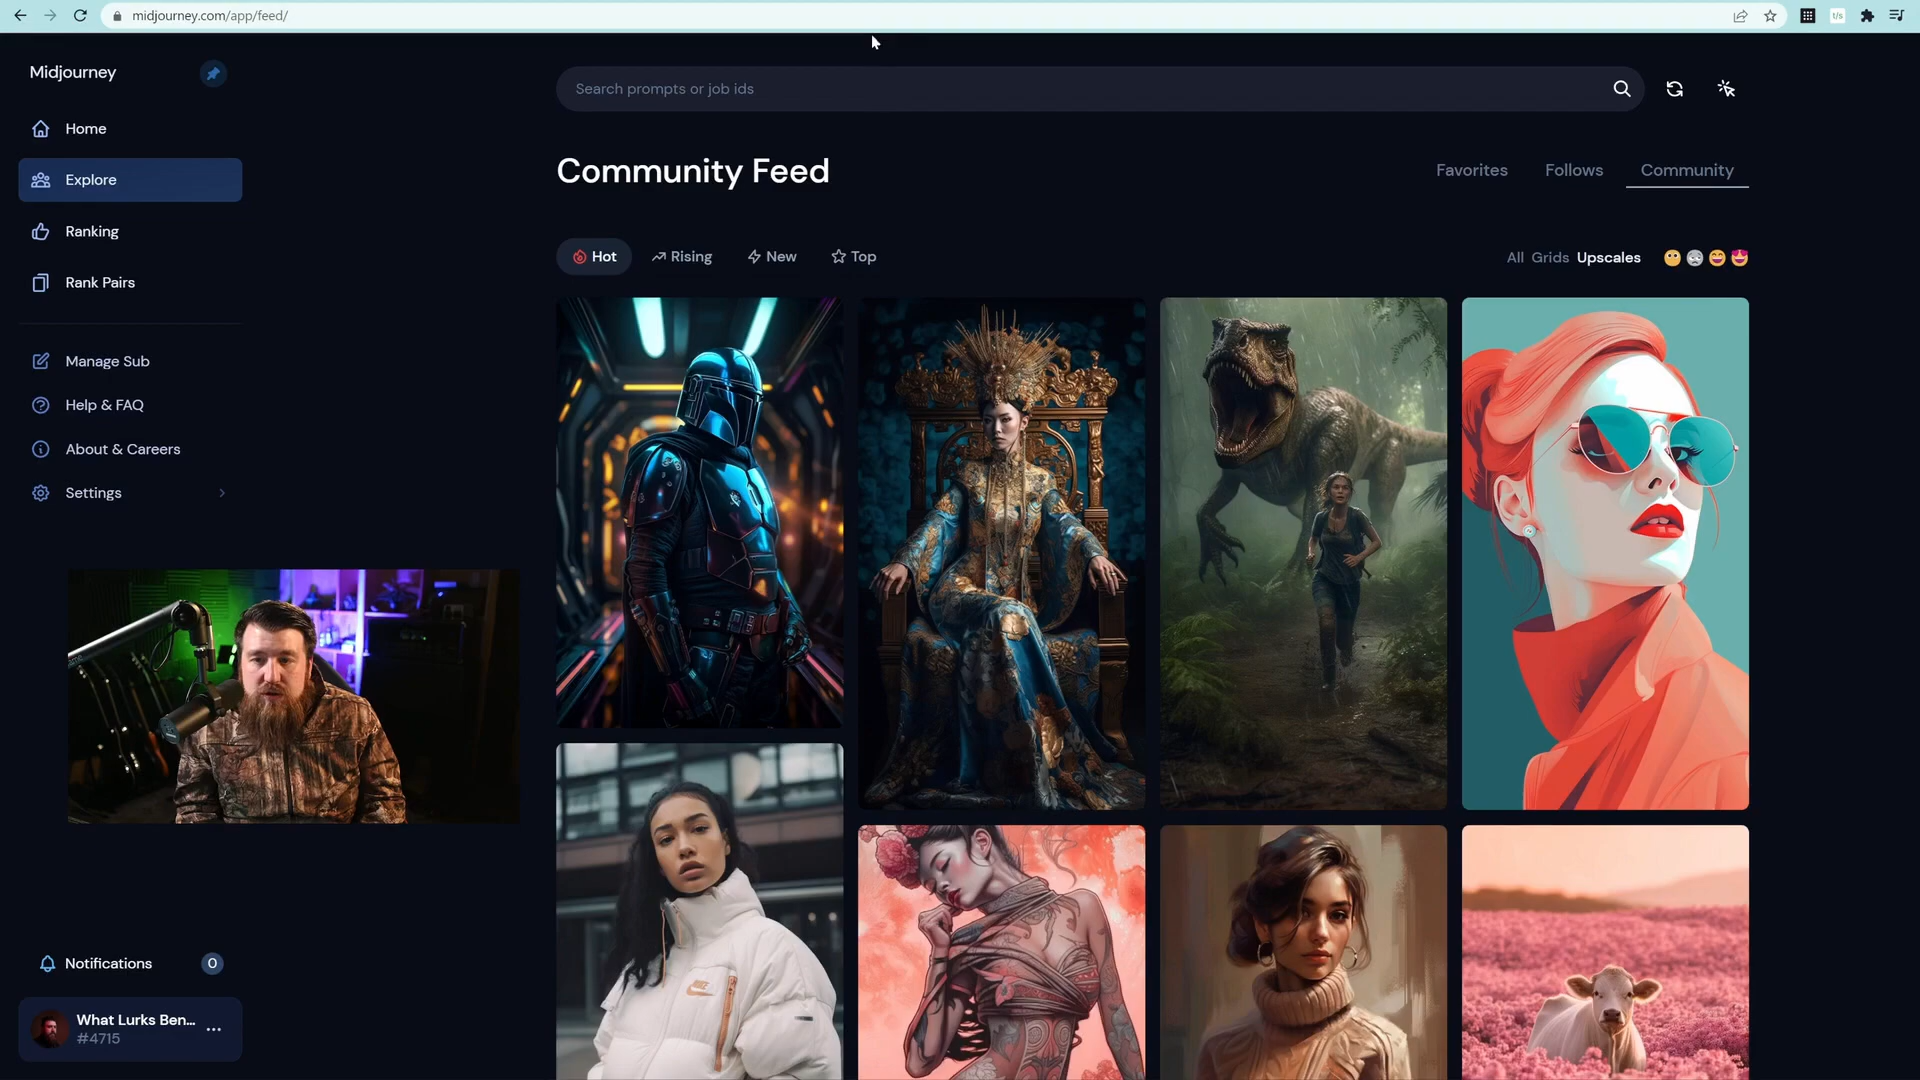 midjourney.com/app/feed/
t/s
Midjourney
Search prompts or job ids
Home
Explore
Ranking
Rank Pairs
Manage Sub
Help & FAQ
About & Careers
Settings
Community Feed
Favorites Follows Community
Hot Rising New Top
All Grids Upscales
Notifications 0
What Lurks Ben...
#4715